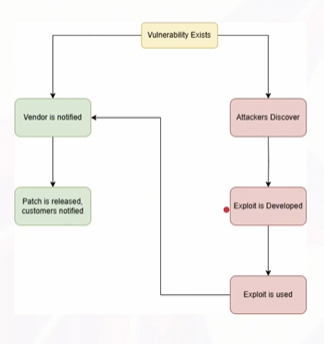 Vulnerability Exists
Vendor is notified
Attackers Discover
Patch is released,
customers notified
Exploit is Developed
Exploit is used